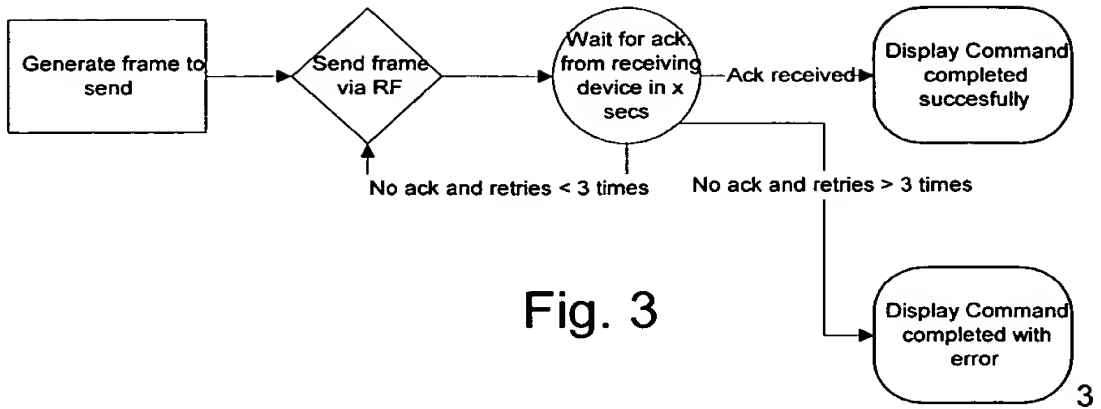 Generate frame to
send
Send frame
via RF
Wait for ack.
from receiving
device in x
secs
Ack received
Display Command
completed
succesfully
No ack and retries < 3 times
No ack and retries > 3 times
Fig. 3
Display Command
completed with
error
3